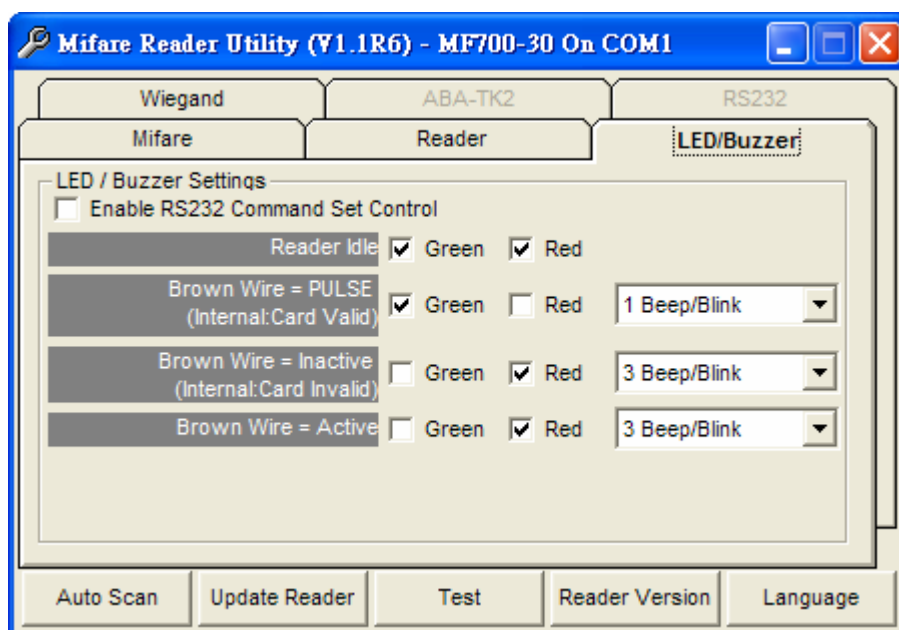 Mifare Reader Utility (V1.1R6) - MF700-30 On COM1
Wiegand ABA-TK2 RS232
Mifare Reader LED/Buzzer
LED / Buzzer Settings
Enable RS232 Command Set Control
Reader Idle Green Red
Brown Wire = PULSE
(Internal:Card Valid) Green Red 1 Beep/Blink
Brown Wire = Inactive
(Internal:Card Invalid) Green Red 3 Beep/Blink
Brown Wire = Active Green Red 3 Beep/Blink
Auto Scan Update Reader Test Reader Version Language